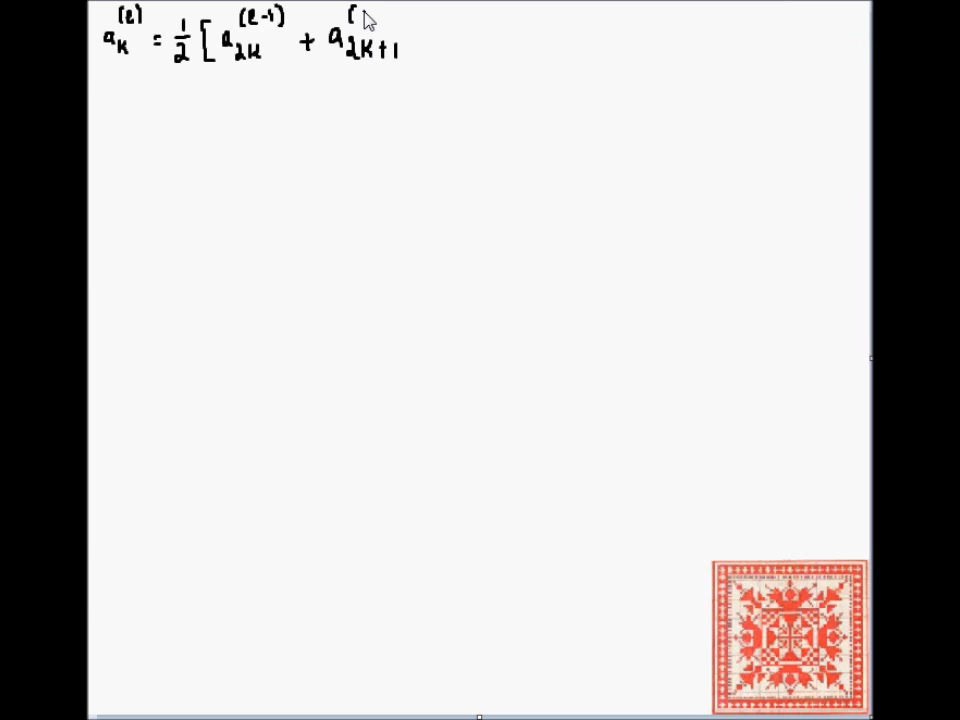 a_k^(l) = 1/2 [ a_2k^(l-1) + a_2k+1^(